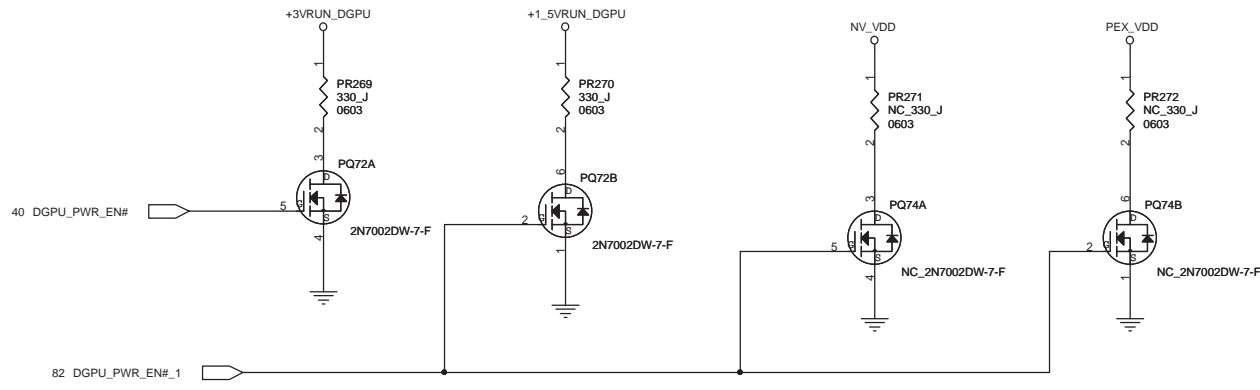 +3VRUN_DGPU
1
PR269
330_J
0603
2
3
PQ72A
D
G
S
5
4
2N7002DW-7-F
40 DGPU_PWR_EN#
+1_5VRUN_DGPU
1
PR270
330_J
0603
2
6
PQ72B
D
G
S
2
1
2N7002DW-7-F
NV_VDD
1
PR271
NC_330_J
0603
2
3
PQ74A
D
G
S
5
4
NC_2N7002DW-7-F
PEX_VDD
1
PR272
NC_330_J
0603
2
6
PQ74B
D
G
S
2
1
NC_2N7002DW-7-F
82 DGPU_PWR_EN#_1